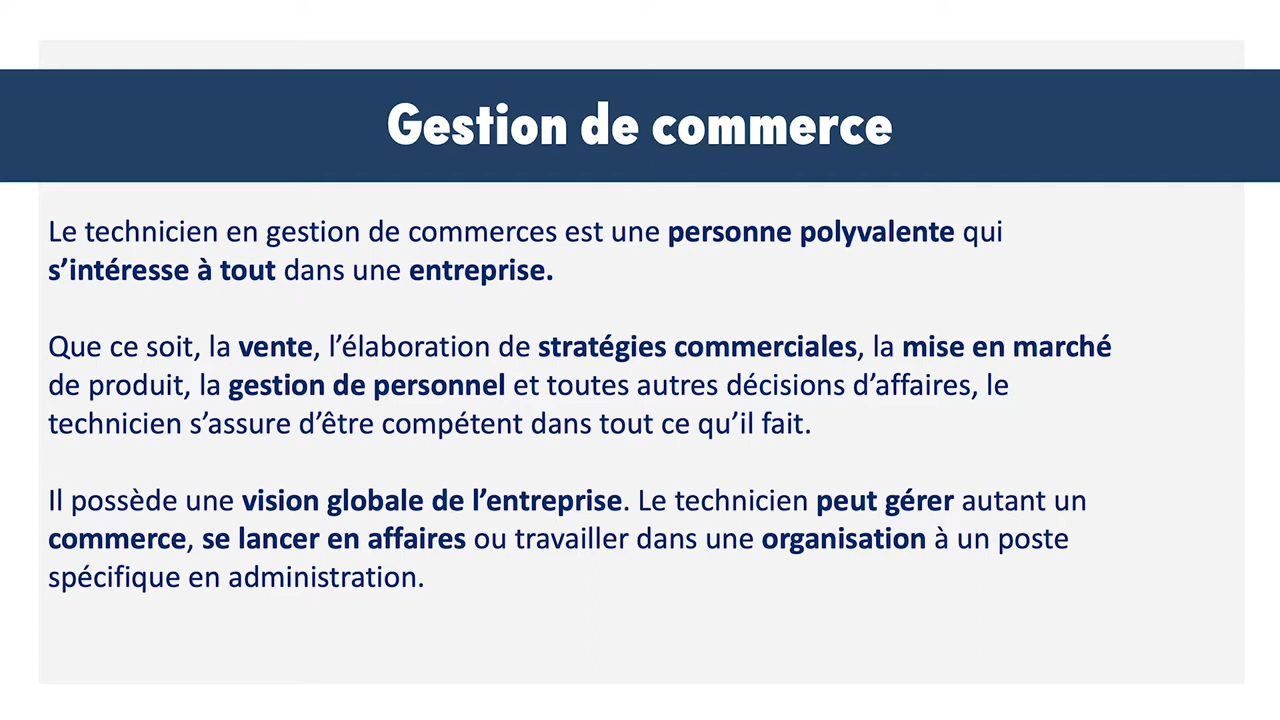 Gestion de commerce
Le technicien en gestion de commerces est une personne polyvalente qui
s’intéresse à tout dans une entreprise.
Que ce soit, la vente, l’élaboration de stratégies commerciales, la mise en marché
de produit, la gestion de personnel et toutes autres décisions d’affaires, le
technicien s’assure d’être compétent dans tout ce qu’il fait.
Il possède une vision globale de l’entreprise. Le technicien peut gérer autant un
commerce, se lancer en affaires ou travailler dans une organisation à un poste
spécifique en administration.